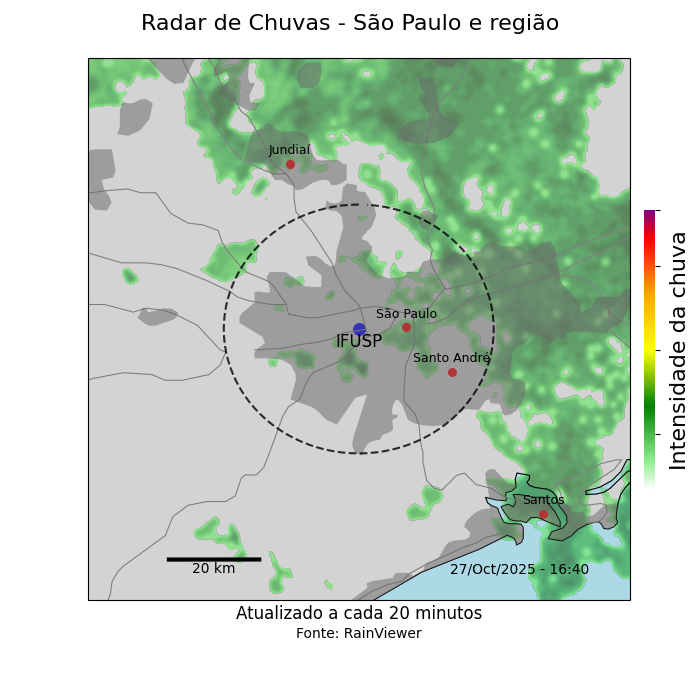 Radar de Chuvas - São Paulo e região
Jundiaí
São Paulo
IFUSP
Santo André
Santos
20 km
27/Oct/2025 - 16:40
Intensidade da chuva
Atualizado a cada 20 minutos
Fonte: RainViewer